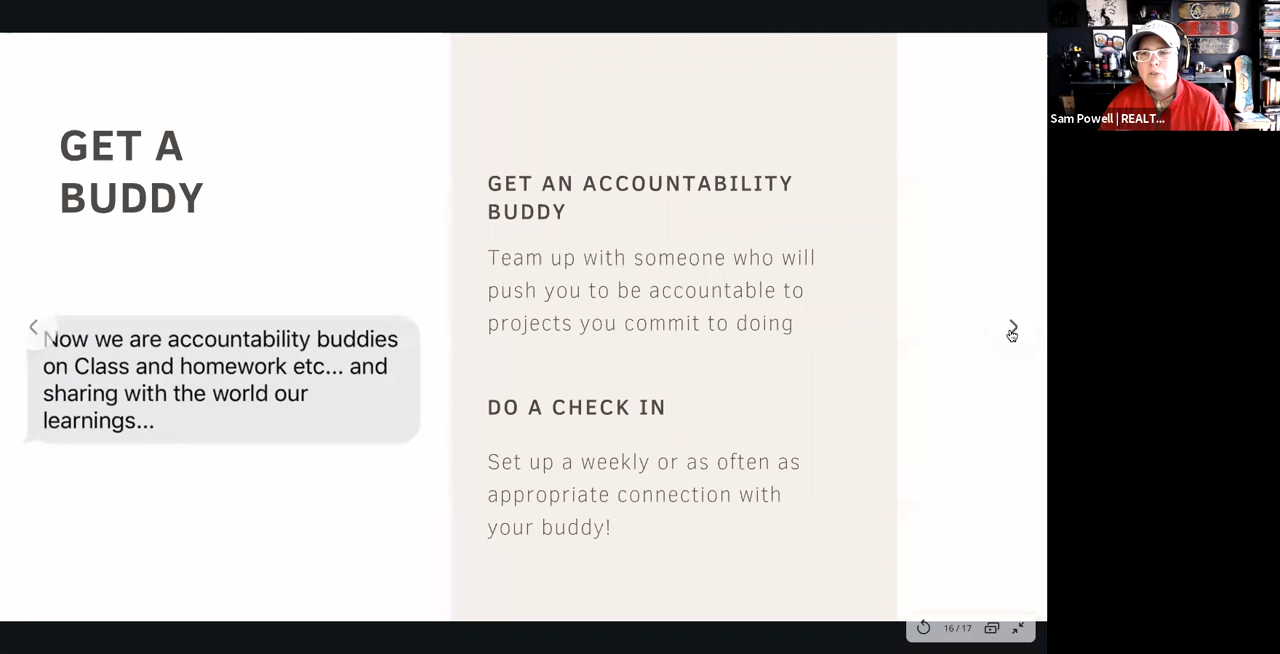 GET A
BUDDY
Now we are accountability buddies
on Class and homework etc... and
sharing with the world our
learnings...
GET AN ACCOUNTABILITY
BUDDY
Team up with someone who will
push you to be accountable to
projects you commit to doing
DO A CHECK IN
Set up a weekly or as often as
appropriate connection with
your buddy!
Sam Powell | REALT...
16 / 17